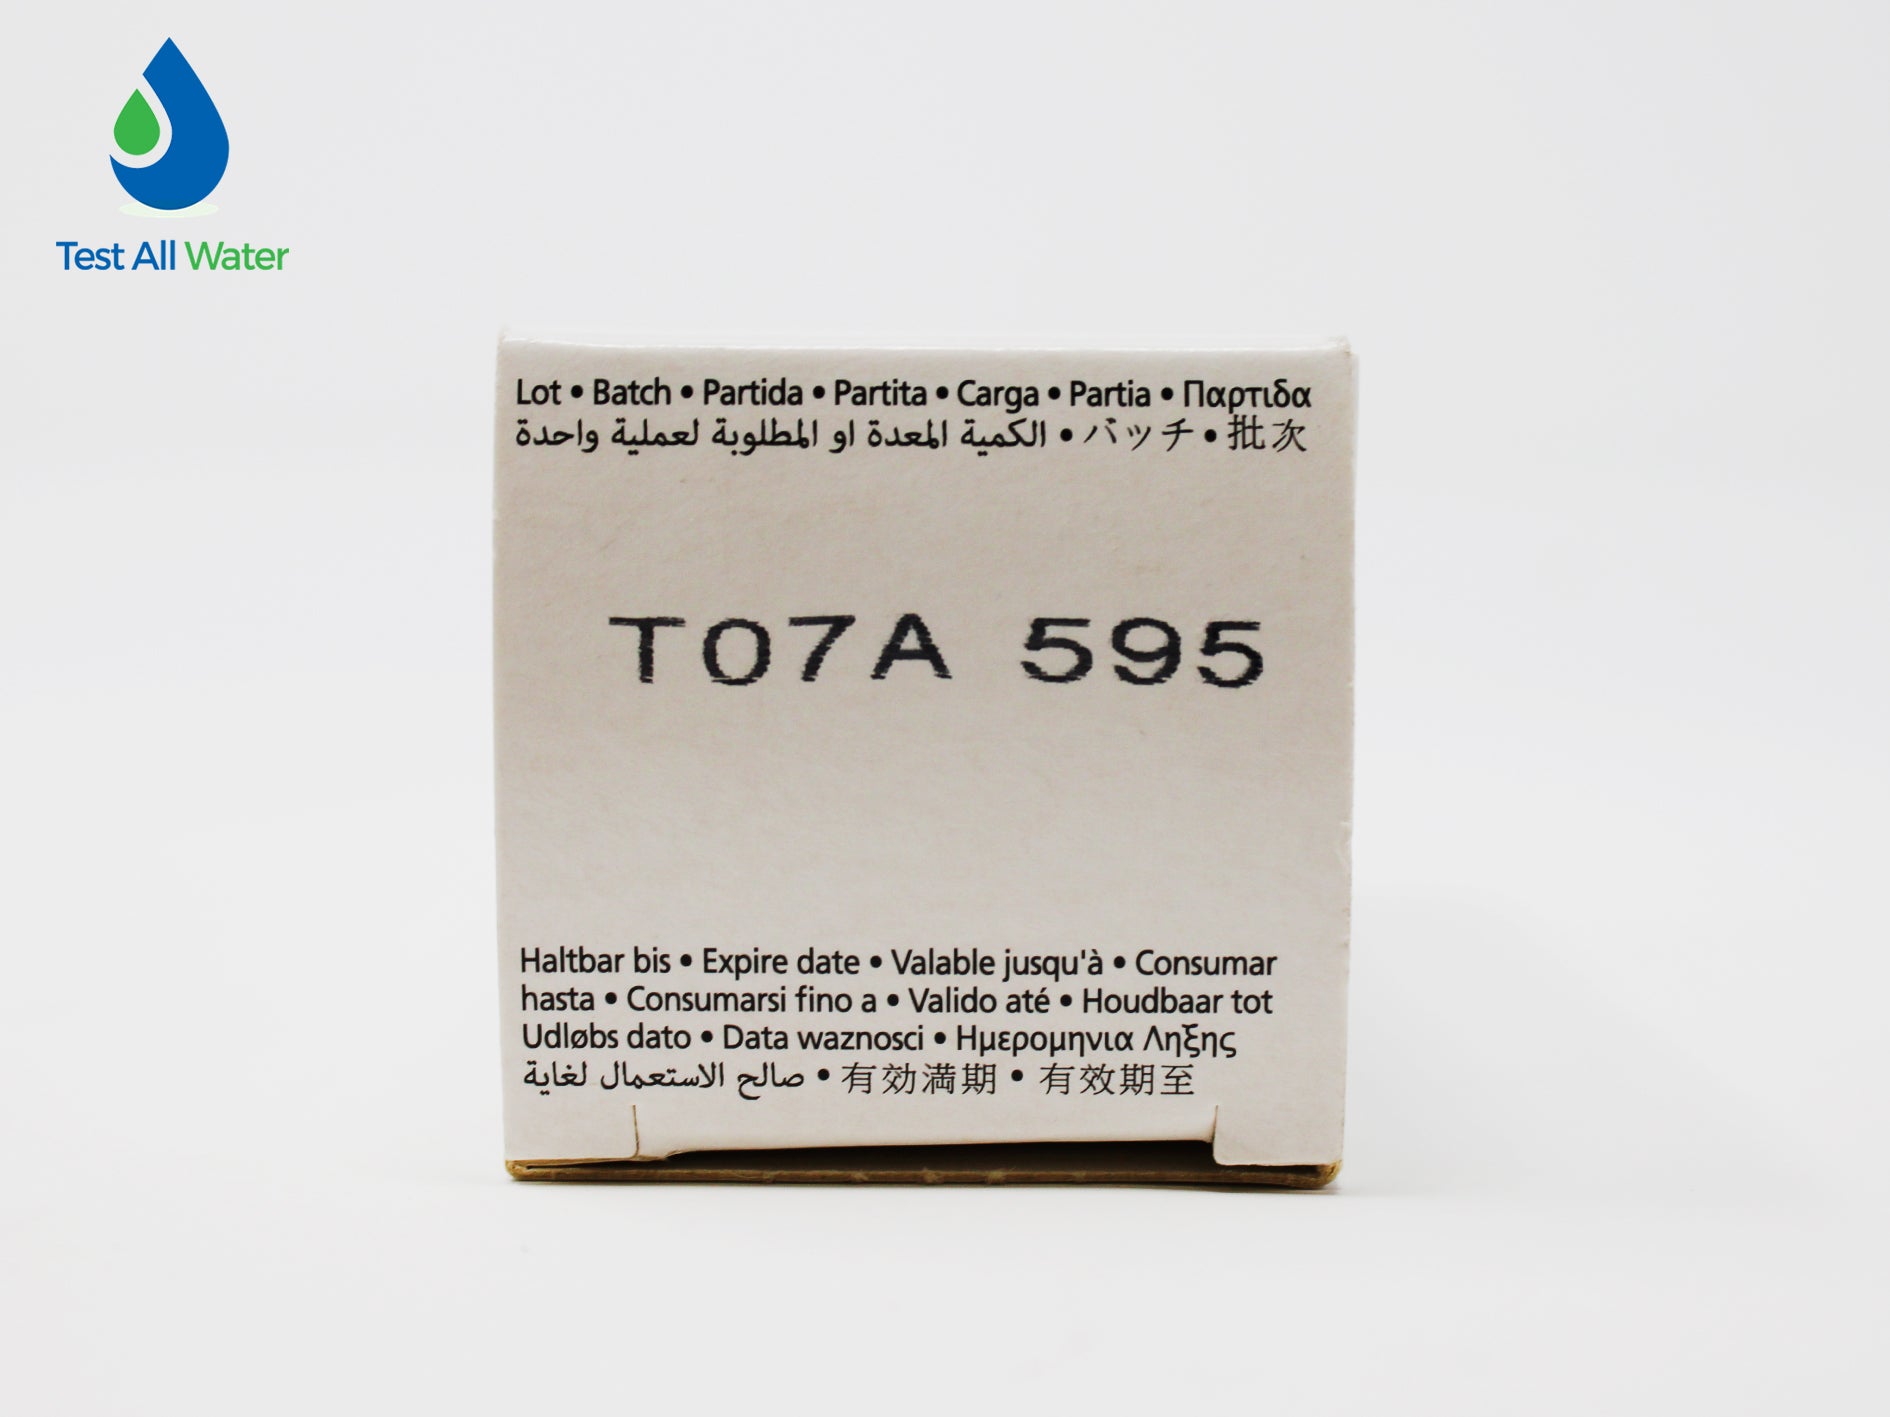 Test All Water
Lot • Batch • Partida • Partita • Carga • Partia • Παρτιδα
الكمية المعدة او المطلوبة لعملية واحدة • バッチ • 批次
T07A 595
Haltbar bis • Expire date • Valable jusqu'à • Consumar
hasta • Consumarsi fino a • Valido até • Houdbaar tot
Udløbs dato • Data waznosci • Ημερομηνια Ληξης
صالح الاستعمال لغاية • 有効満期 • 有效期至